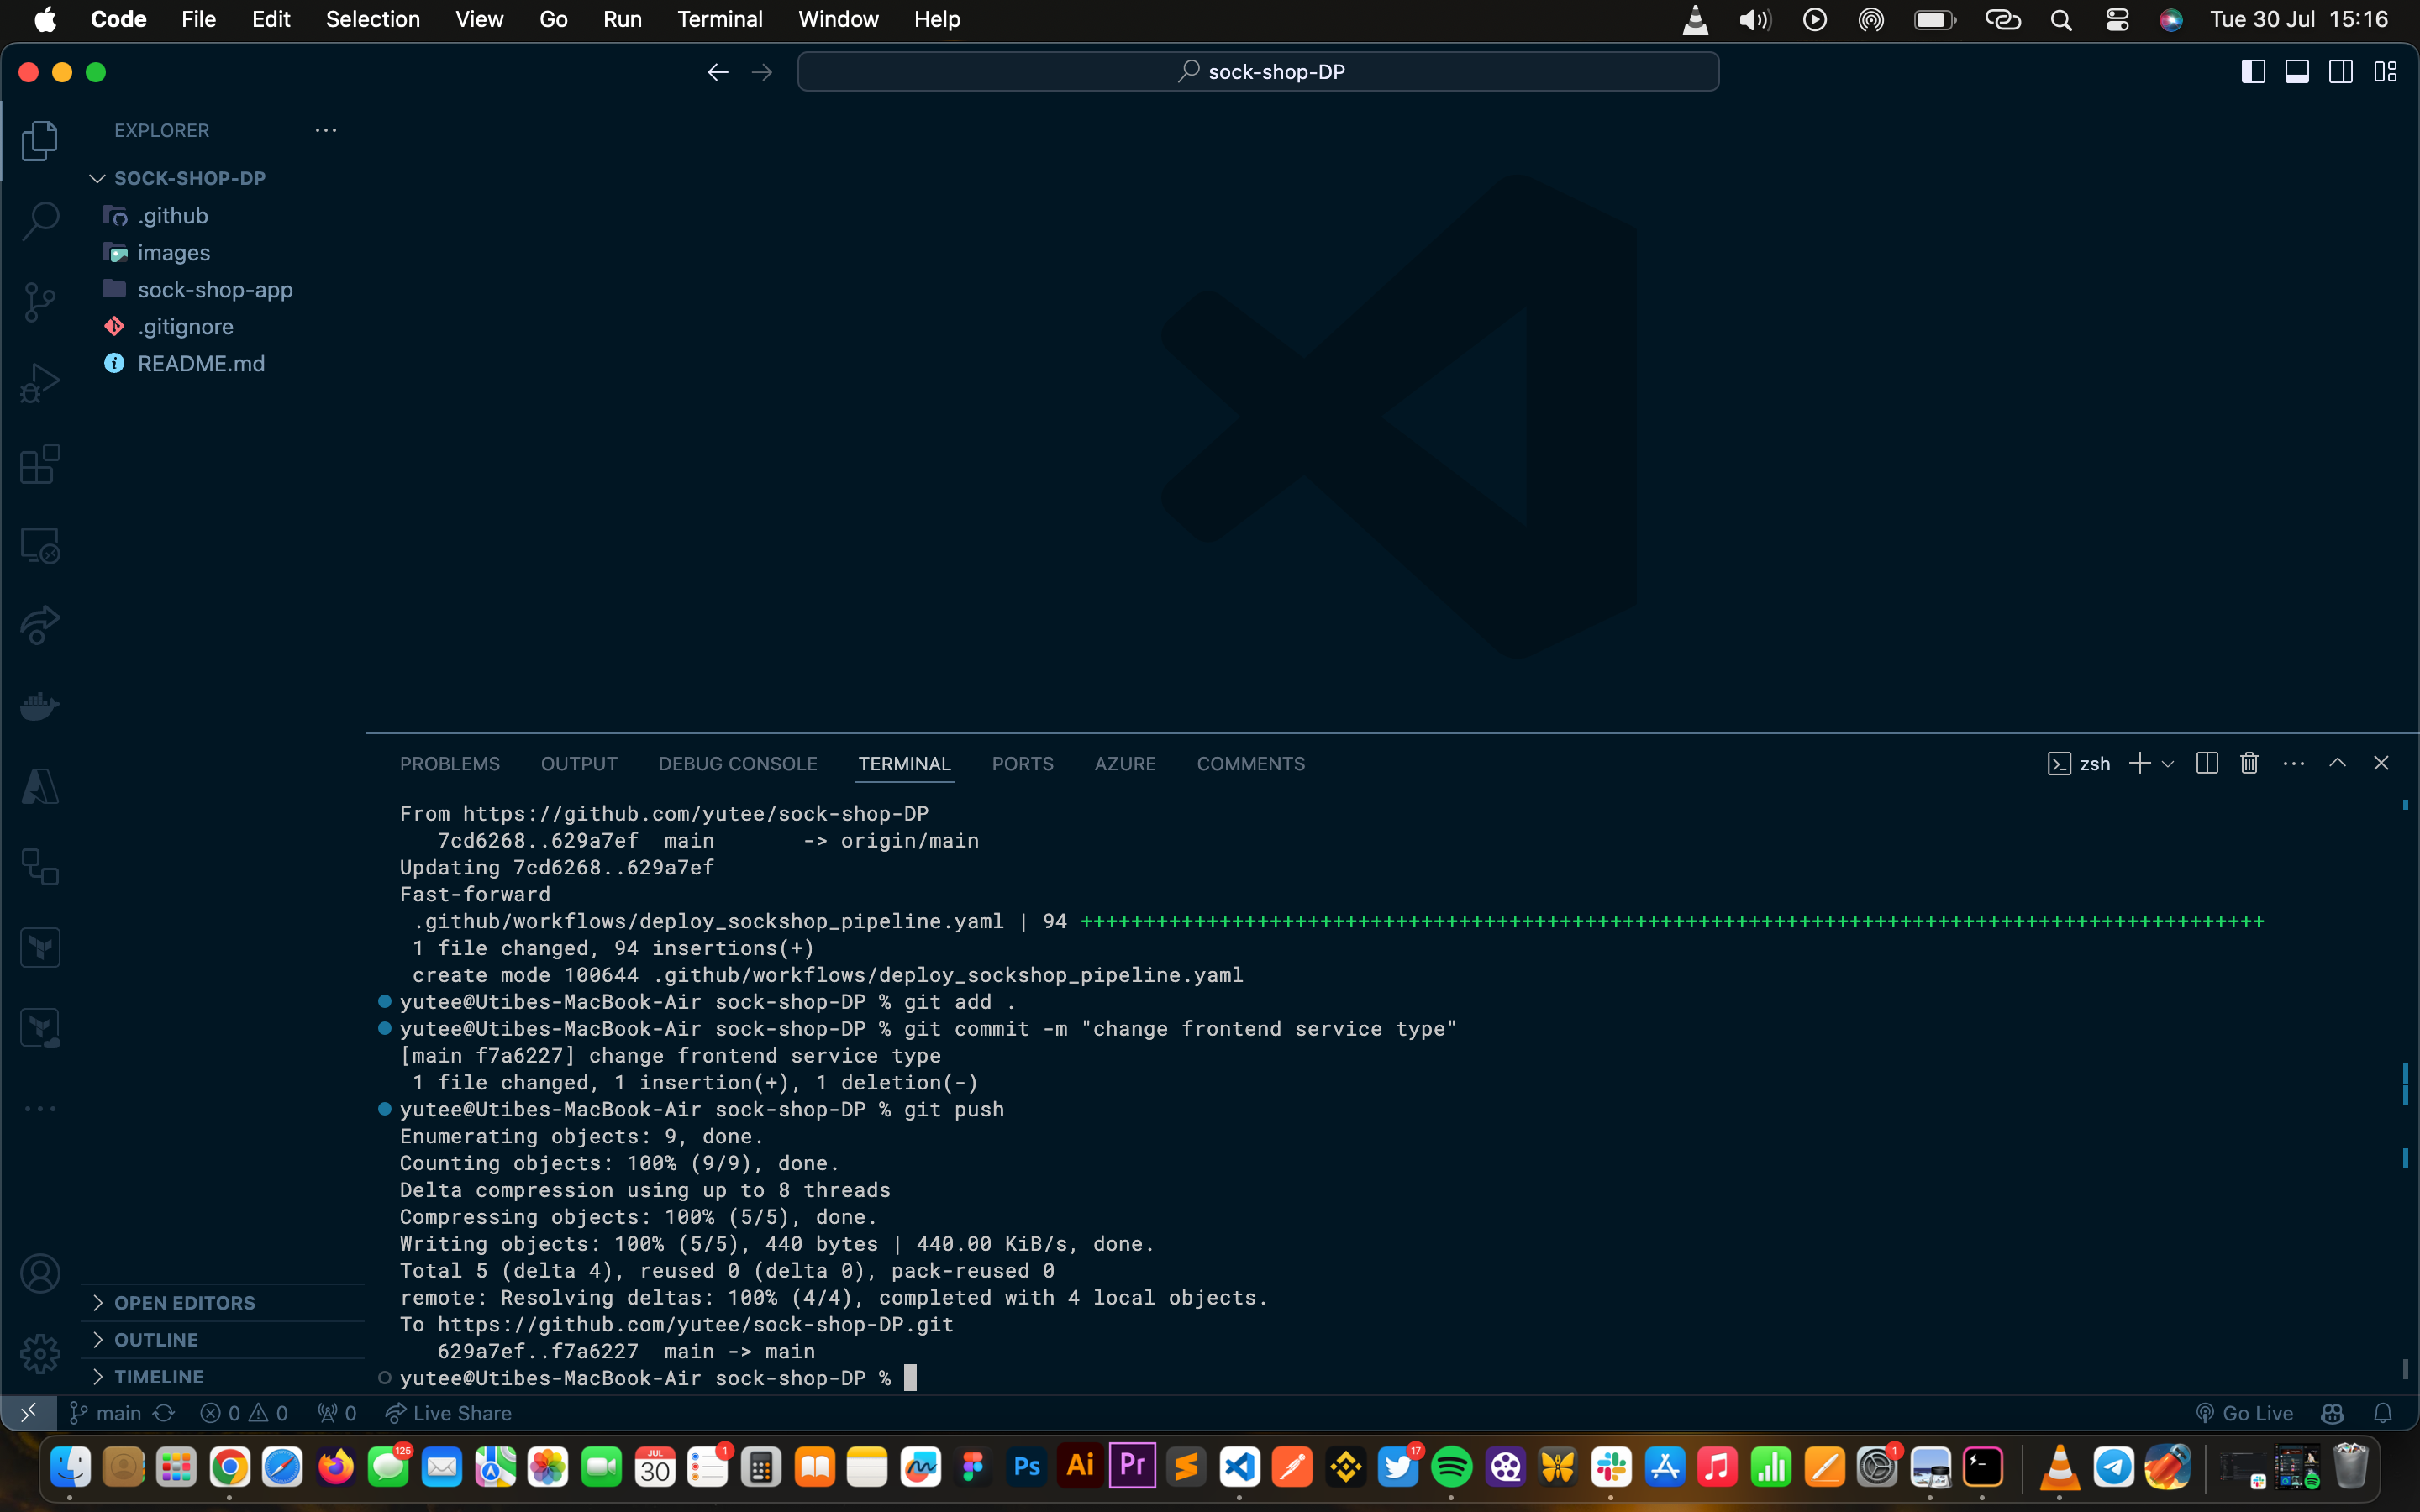 Code File Edit Selection View Go Run Terminal Window Help Tue 30 Jul 15:16
sock-shop-DP
EXPLORER
SOCK-SHOP-DP
.github
images
sock-shop-app
.gitignore
README.md
PROBLEMS OUTPUT DEBUG CONSOLE TERMINAL PORTS AZURE COMMENTS zsh
From https://github.com/yutee/sock-shop-DP
7cd6268..629a7ef main -> origin/main
Updating 7cd6268..629a7ef
Fast-forward
.github/workflows/deploy_sockshop_pipeline.yaml | 94 ++++++++++++++++++++++++++++++++++++++++++++++++++++++++++++++++++++++++++++++++++++++++++++++
1 file changed, 94 insertions(+)
create mode 100644 .github/workflows/deploy_sockshop_pipeline.yaml
yutee@Utibes-MacBook-Air sock-shop-DP % git add .
yutee@Utibes-MacBook-Air sock-shop-DP % git commit -m "change frontend service type"
[main f7a6227] change frontend service type
1 file changed, 1 insertion(+), 1 deletion(-)
yutee@Utibes-MacBook-Air sock-shop-DP % git push
Enumerating objects: 9, done.
Counting objects: 100% (9/9), done.
Delta compression using up to 8 threads
Compressing objects: 100% (5/5), done.
Writing objects: 100% (5/5), 440 bytes | 440.00 KiB/s, done.
Total 5 (delta 4), reused 0 (delta 0), pack-reused 0
remote: Resolving deltas: 100% (4/4), completed with 4 local objects.
To https://github.com/yutee/sock-shop-DP.git
629a7ef..f7a6227 main -> main
yutee@Utibes-MacBook-Air sock-shop-DP %
OPEN EDITORS
OUTLINE
TIMELINE
main 0 0 0 Live Share Go Live
125 JUL 30 1 Ps Ai Pr 17 1